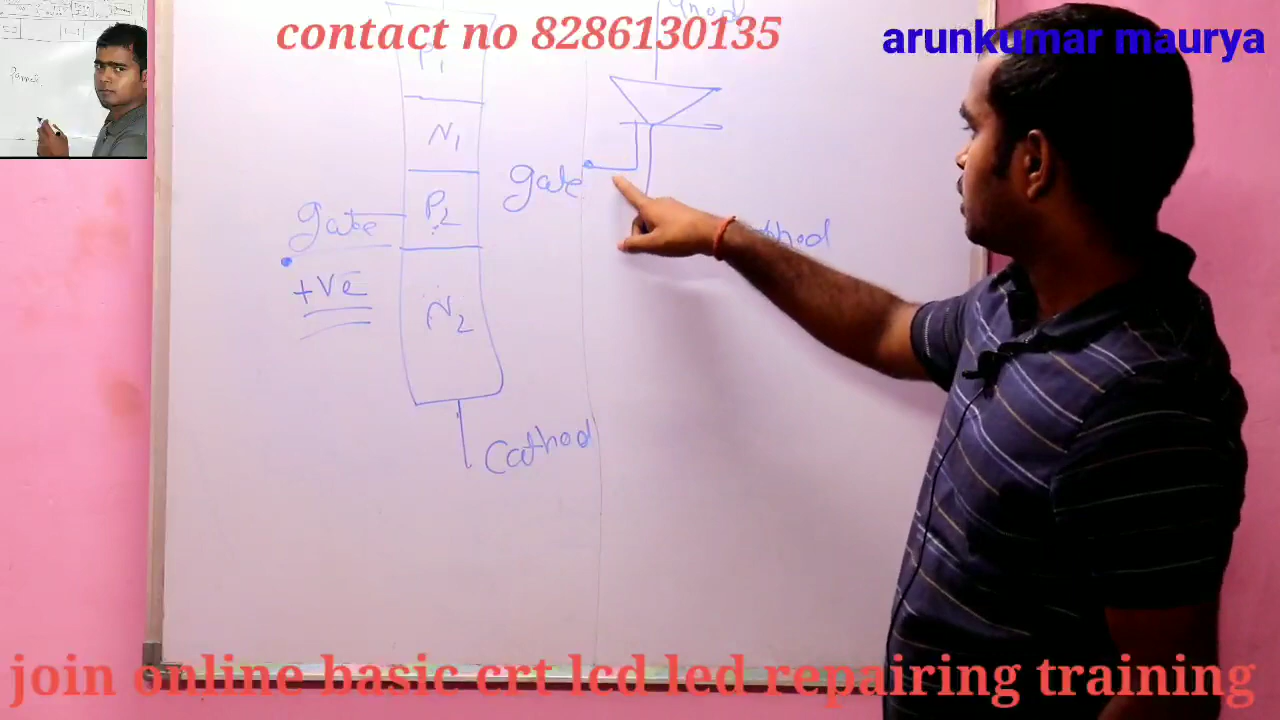 contact no 8286130135
arunkumar maurya
P1
N1
gate
gate
P2
+Ve
N2
Cathod
join online basic crt lcd led repairing training